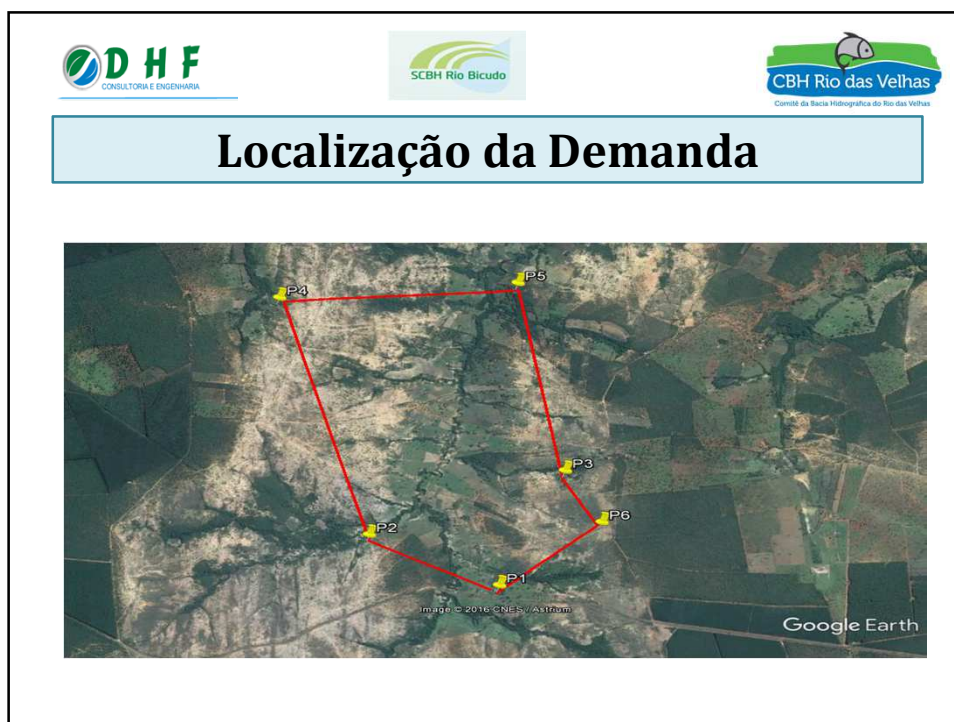 D H F
CONSULTORIA E ENGENHARIA
SCBH Rio Bicudo
CBH Rio das Velhas
Comitê da Bacia Hidrográfica do Rio das Velhas
Localização da Demanda
P4
P5
P3
P6
P2
P1
Image © 2016 CNES / Astrium
Google Earth